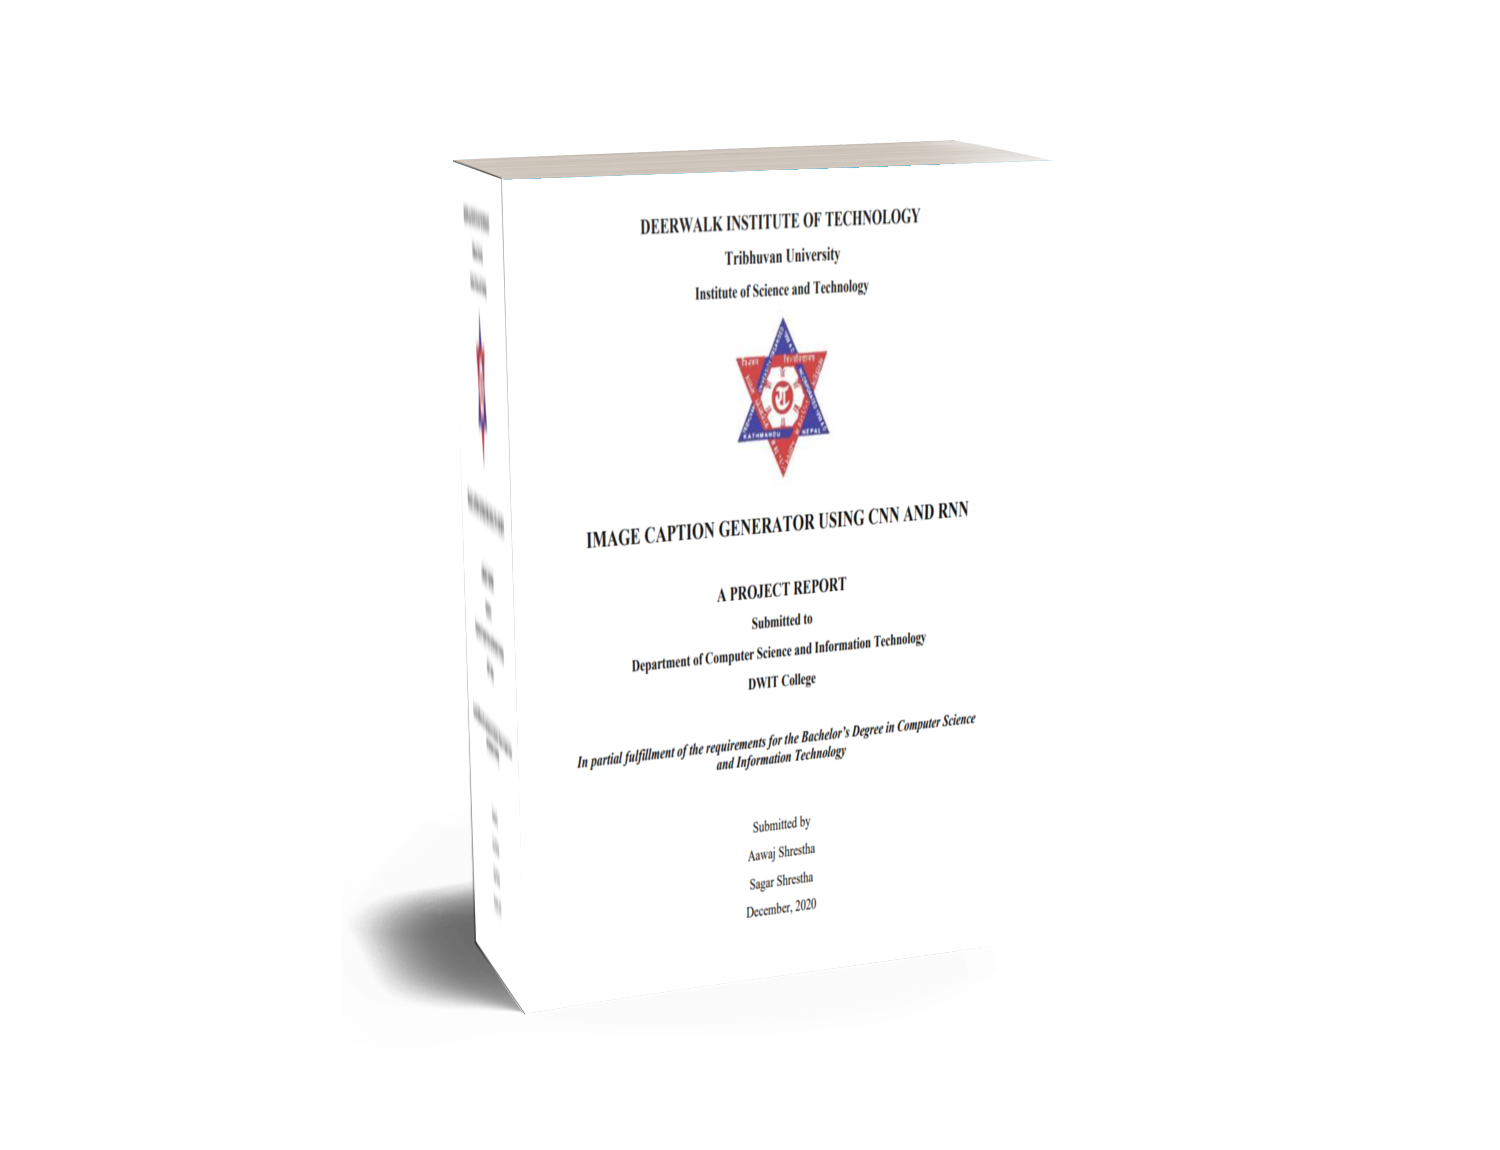 DEERWALK INSTITUTE OF TECHNOLOGY
Tribhuvan University
Institute of Science and Technology
KATHMANDU NEPAL
IMAGE CAPTION GENERATOR USING CNN AND RNN
A PROJECT REPORT
Submitted to
Department of Computer Science and Information Technology
DWIT College
In partial fulfillment of the requirements for the Bachelor's Degree in Computer Science
and Information Technology
Submitted by
Aawaj Shrestha
Sagar Shrestha
December, 2020